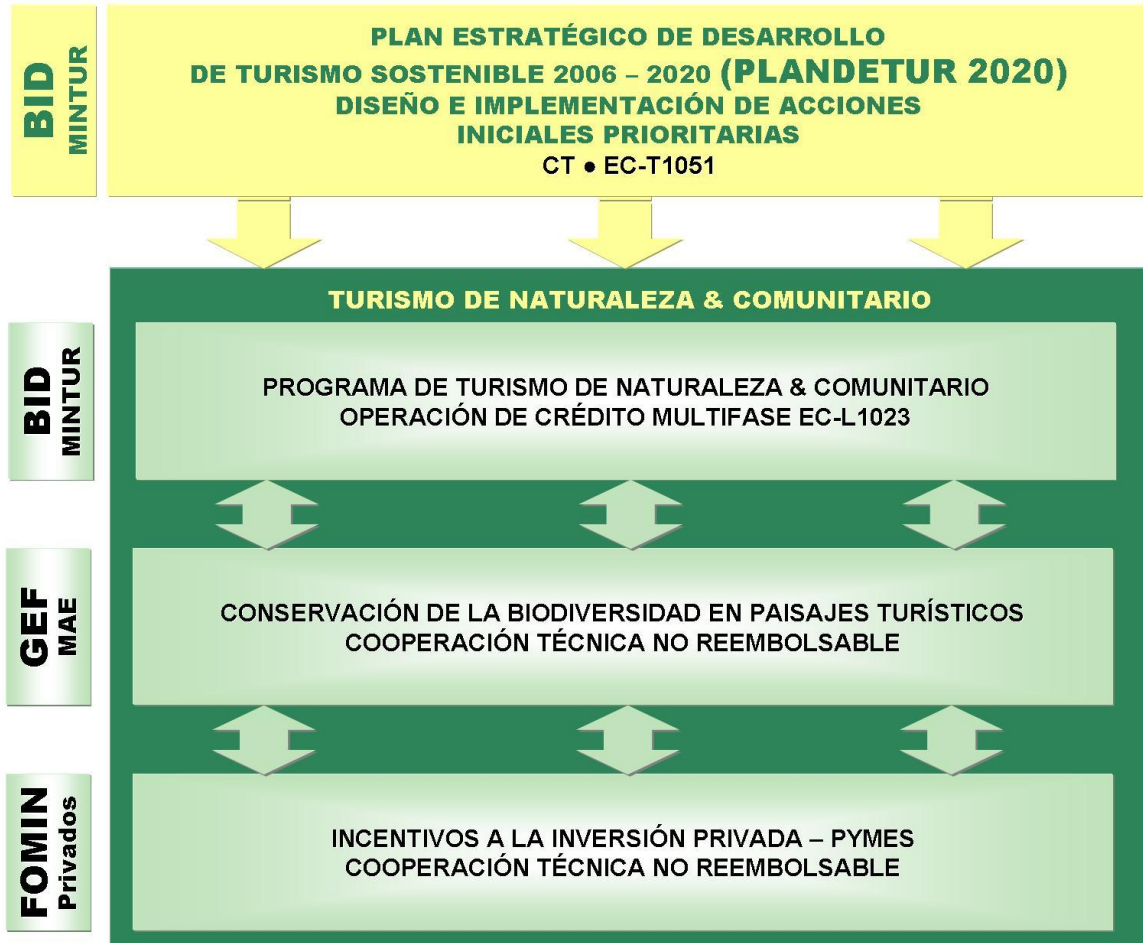 BID
MINTUR
PLAN ESTRATÉGICO DE DESARROLLO
DE TURISMO SOSTENIBLE 2006 – 2020 (PLANDETUR 2020)
DISEÑO E IMPLEMENTACIÓN DE ACCIONES
INICIALES PRIORITARIAS
CT ● EC-T1051
TURISMO DE NATURALEZA & COMUNITARIO
BID
MINTUR
PROGRAMA DE TURISMO DE NATURALEZA & COMUNITARIO
OPERACIÓN DE CRÉDITO MULTIFASE EC-L1023
GEF
MAE
CONSERVACIÓN DE LA BIODIVERSIDAD EN PAISAJES TURÍSTICOS
COOPERACIÓN TÉCNICA NO REEMBOLSABLE
FOMIN
Privados
INCENTIVOS A LA INVERSIÓN PRIVADA – PYMES
COOPERACIÓN TÉCNICA NO REEMBOLSABLE